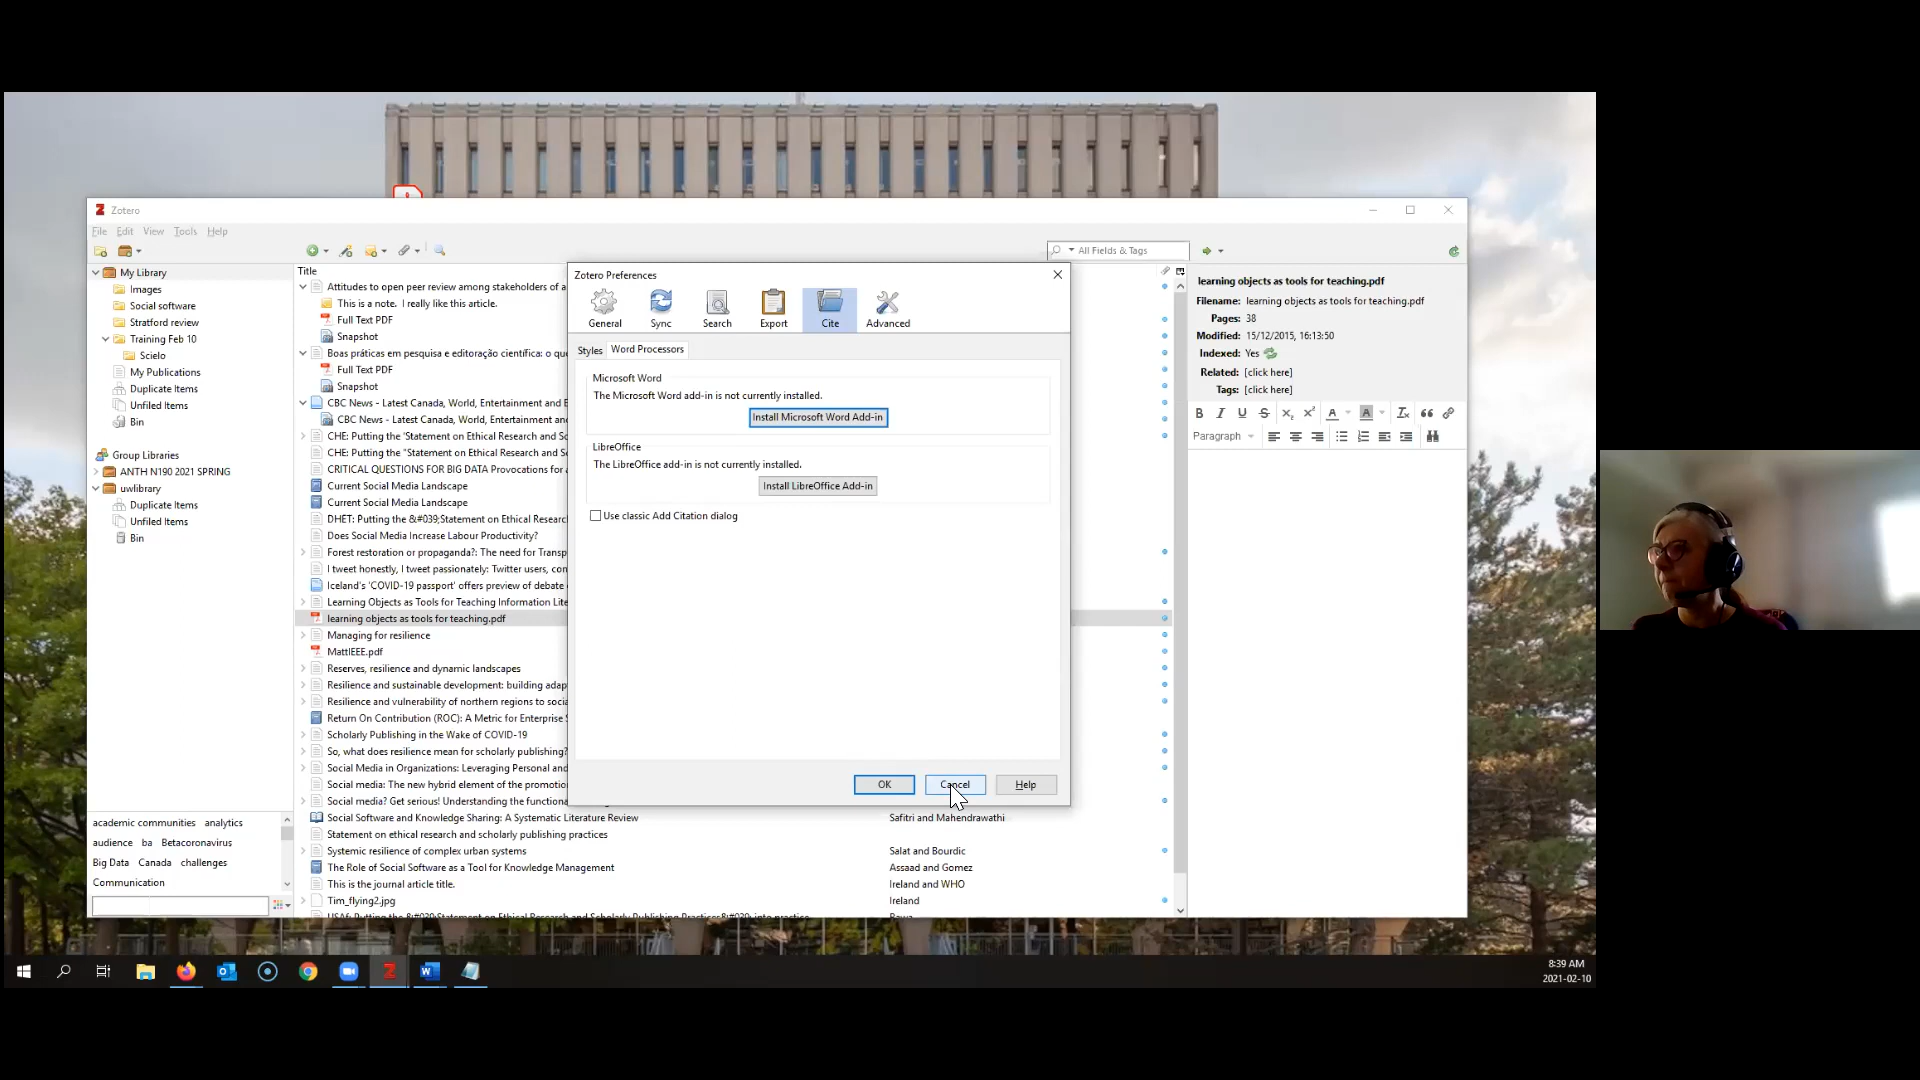 Zotero
File Edit View Tools Help
All Fields & Tags
My Library
Images
Social software
Stratford review
Training Feb 10
Scielo
My Publications
Duplicate Items
Unfiled Items
Bin
Group Libraries
ANTH N190 2021 SPRING
uwlibrary
Duplicate Items
Unfiled Items
Bin
academic communities analytics
audience ba Betacoronavirus
Big Data Canada challenges
Communication
Title
Attitudes to open peer review among stakeholders of a
This is a note. I really like this article.
Full Text PDF
Snapshot
Boas práticas em pesquisa e editoração científica: o que
Full Text PDF
Snapshot
CBC News - Latest Canada, World, Entertainment and B
CBC News - Latest Canada, World, Entertainment and
CHE: Putting the 'Statement on Ethical Research and Sc
CHE: Putting the "Statement on Ethical Research and Sc
CRITICAL QUESTIONS FOR BIG DATA Provocations for a
Current Social Media Landscape
Current Social Media Landscape
DHET: Putting the &#039;Statement on Ethical Research
Does Social Media Increase Labour Productivity?
Forest restoration or propaganda?: The need for Transp
I tweet honestly, I tweet passionately: Twitter users, con
Iceland's 'COVID-19 passport' offers preview of debate
Learning Objects as Tools for Teaching Information Lite
learning objects as tools for teaching.pdf
Managing for resilience
MattIEEE.pdf
Reserves, resilience and dynamic landscapes
Resilience and sustainable development: building adap
Resilience and vulnerability of northern regions to socia
Return On Contribution (ROC): A Metric for Enterprise S
Scholarly Publishing in the Wake of COVID-19
So, what does resilience mean for scholarly publishing?
Social Media in Organizations: Leveraging Personal and
Social media: The new hybrid element of the promotion
Social media? Get serious! Understanding the functiona
Social Software and Knowledge Sharing: A Systematic Literature Review Safitri and Mahendrawathi
Statement on ethical research and scholarly publishing practices
Systemic resilience of complex urban systems Salat and Bourdic
The Role of Social Software as a Tool for Knowledge Management Assaad and Gomez
This is the journal article title. Ireland and WHO
Tim_flying2.jpg Ireland
USAf: Putting the &#039;Statement on Ethical Research and Scholarly Publishing Practices&#039; into practice Bawa
Zotero Preferences
General Sync Search Export Cite Advanced
Styles Word Processors
Microsoft Word
The Microsoft Word add-in is not currently installed.
Install Microsoft Word Add-in
LibreOffice
The LibreOffice add-in is not currently installed.
Install LibreOffice Add-in
Use classic Add Citation dialog
OK Cancel Help
learning objects as tools for teaching.pdf
Filename: learning objects as tools for teaching.pdf
Pages: 38
Modified: 15/12/2015, 16:13:50
Indexed: Yes
Related: [click here]
Tags: [click here]
Paragraph
8:39 AM
2021-02-10